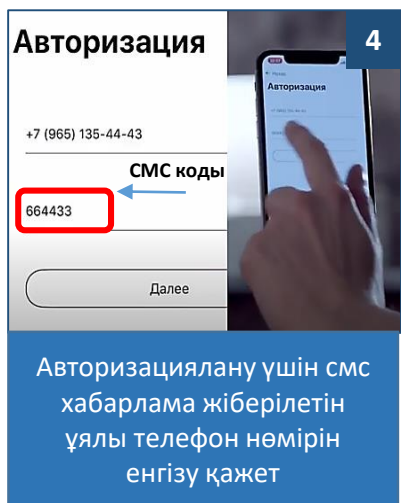 Авторизация
4
+7 (965) 135-44-43
СМС коды
664433
Далее
Авторизация
Авторизациялану үшін смс
хабарлама жіберілетін
ұялы телефон нөмірін
енгізу қажет